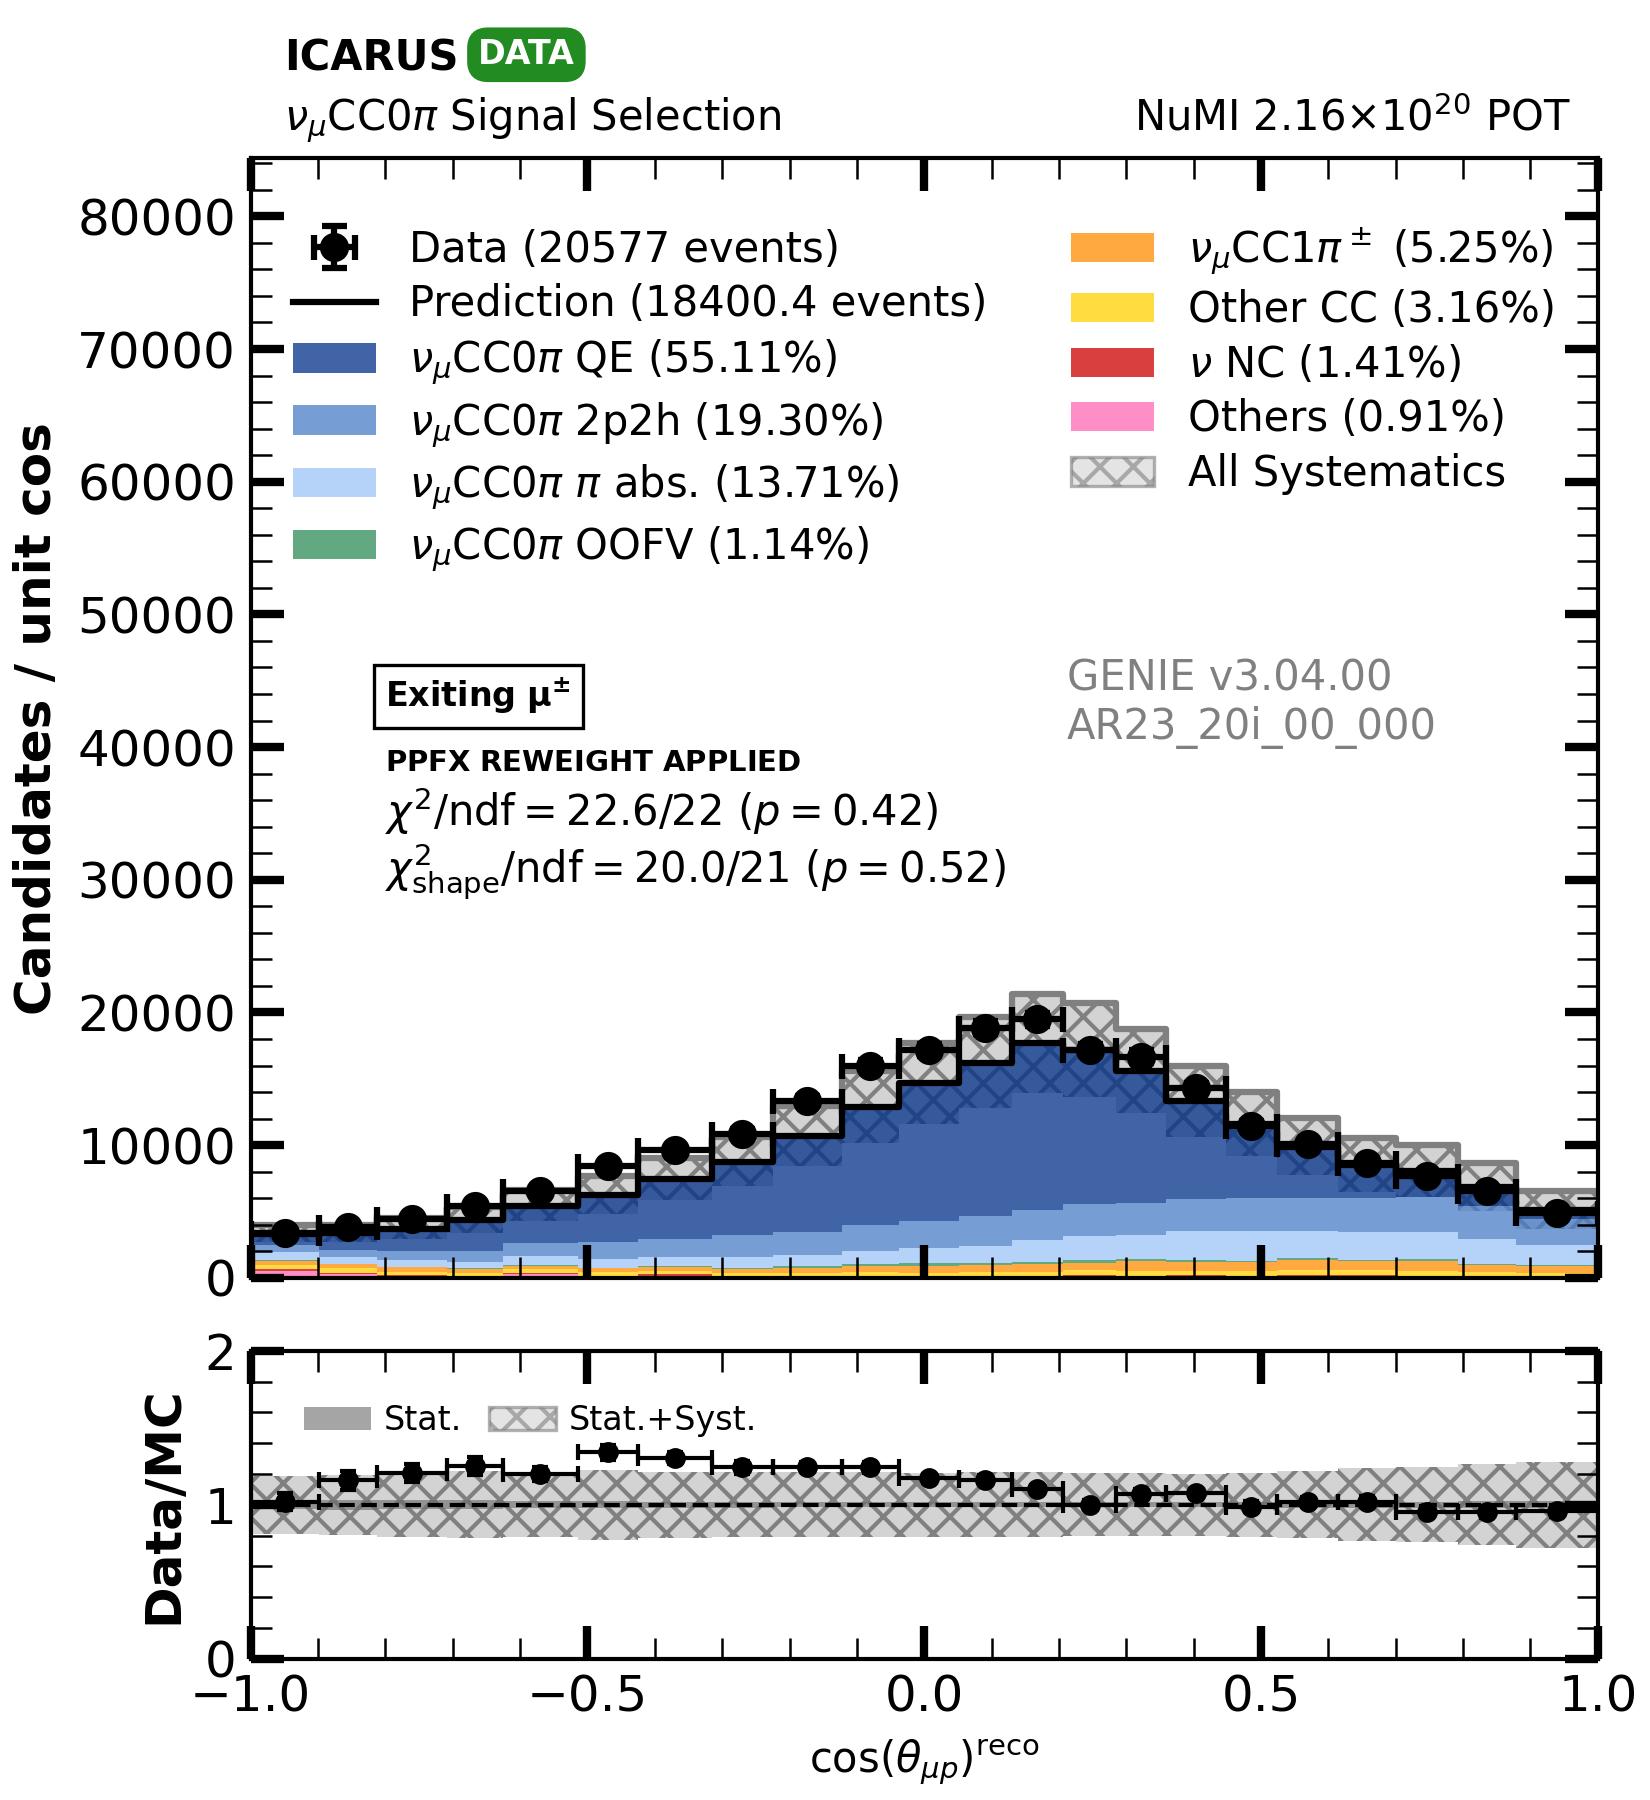 ICARUS DATA
νμCC0π Signal Selection
NuMI 2.16×10²⁰ POT
80000
70000
60000
50000
40000
30000
20000
10000
0
Candidates / unit cos
Data (20577 events)
Prediction (18400.4 events)
νμCC0π QE (55.11%)
νμCC0π 2p2h (19.30%)
νμCC0π π abs. (13.71%)
νμCC0π OOFV (1.14%)
νμCC1π± (5.25%)
Other CC (3.16%)
ν NC (1.41%)
Others (0.91%)
All Systematics
Exiting μ±
PPFX REWEIGHT APPLIED
χ²/ndf = 22.6/22 (p = 0.42)
χ²shape/ndf = 20.0/21 (p = 0.52)
GENIE v3.04.00
AR23_20i_00_000
2
1
0
Data/MC
Stat.
Stat.+Syst.
−1.0
−0.5
0.0
0.5
1.0
cos(θμp)reco